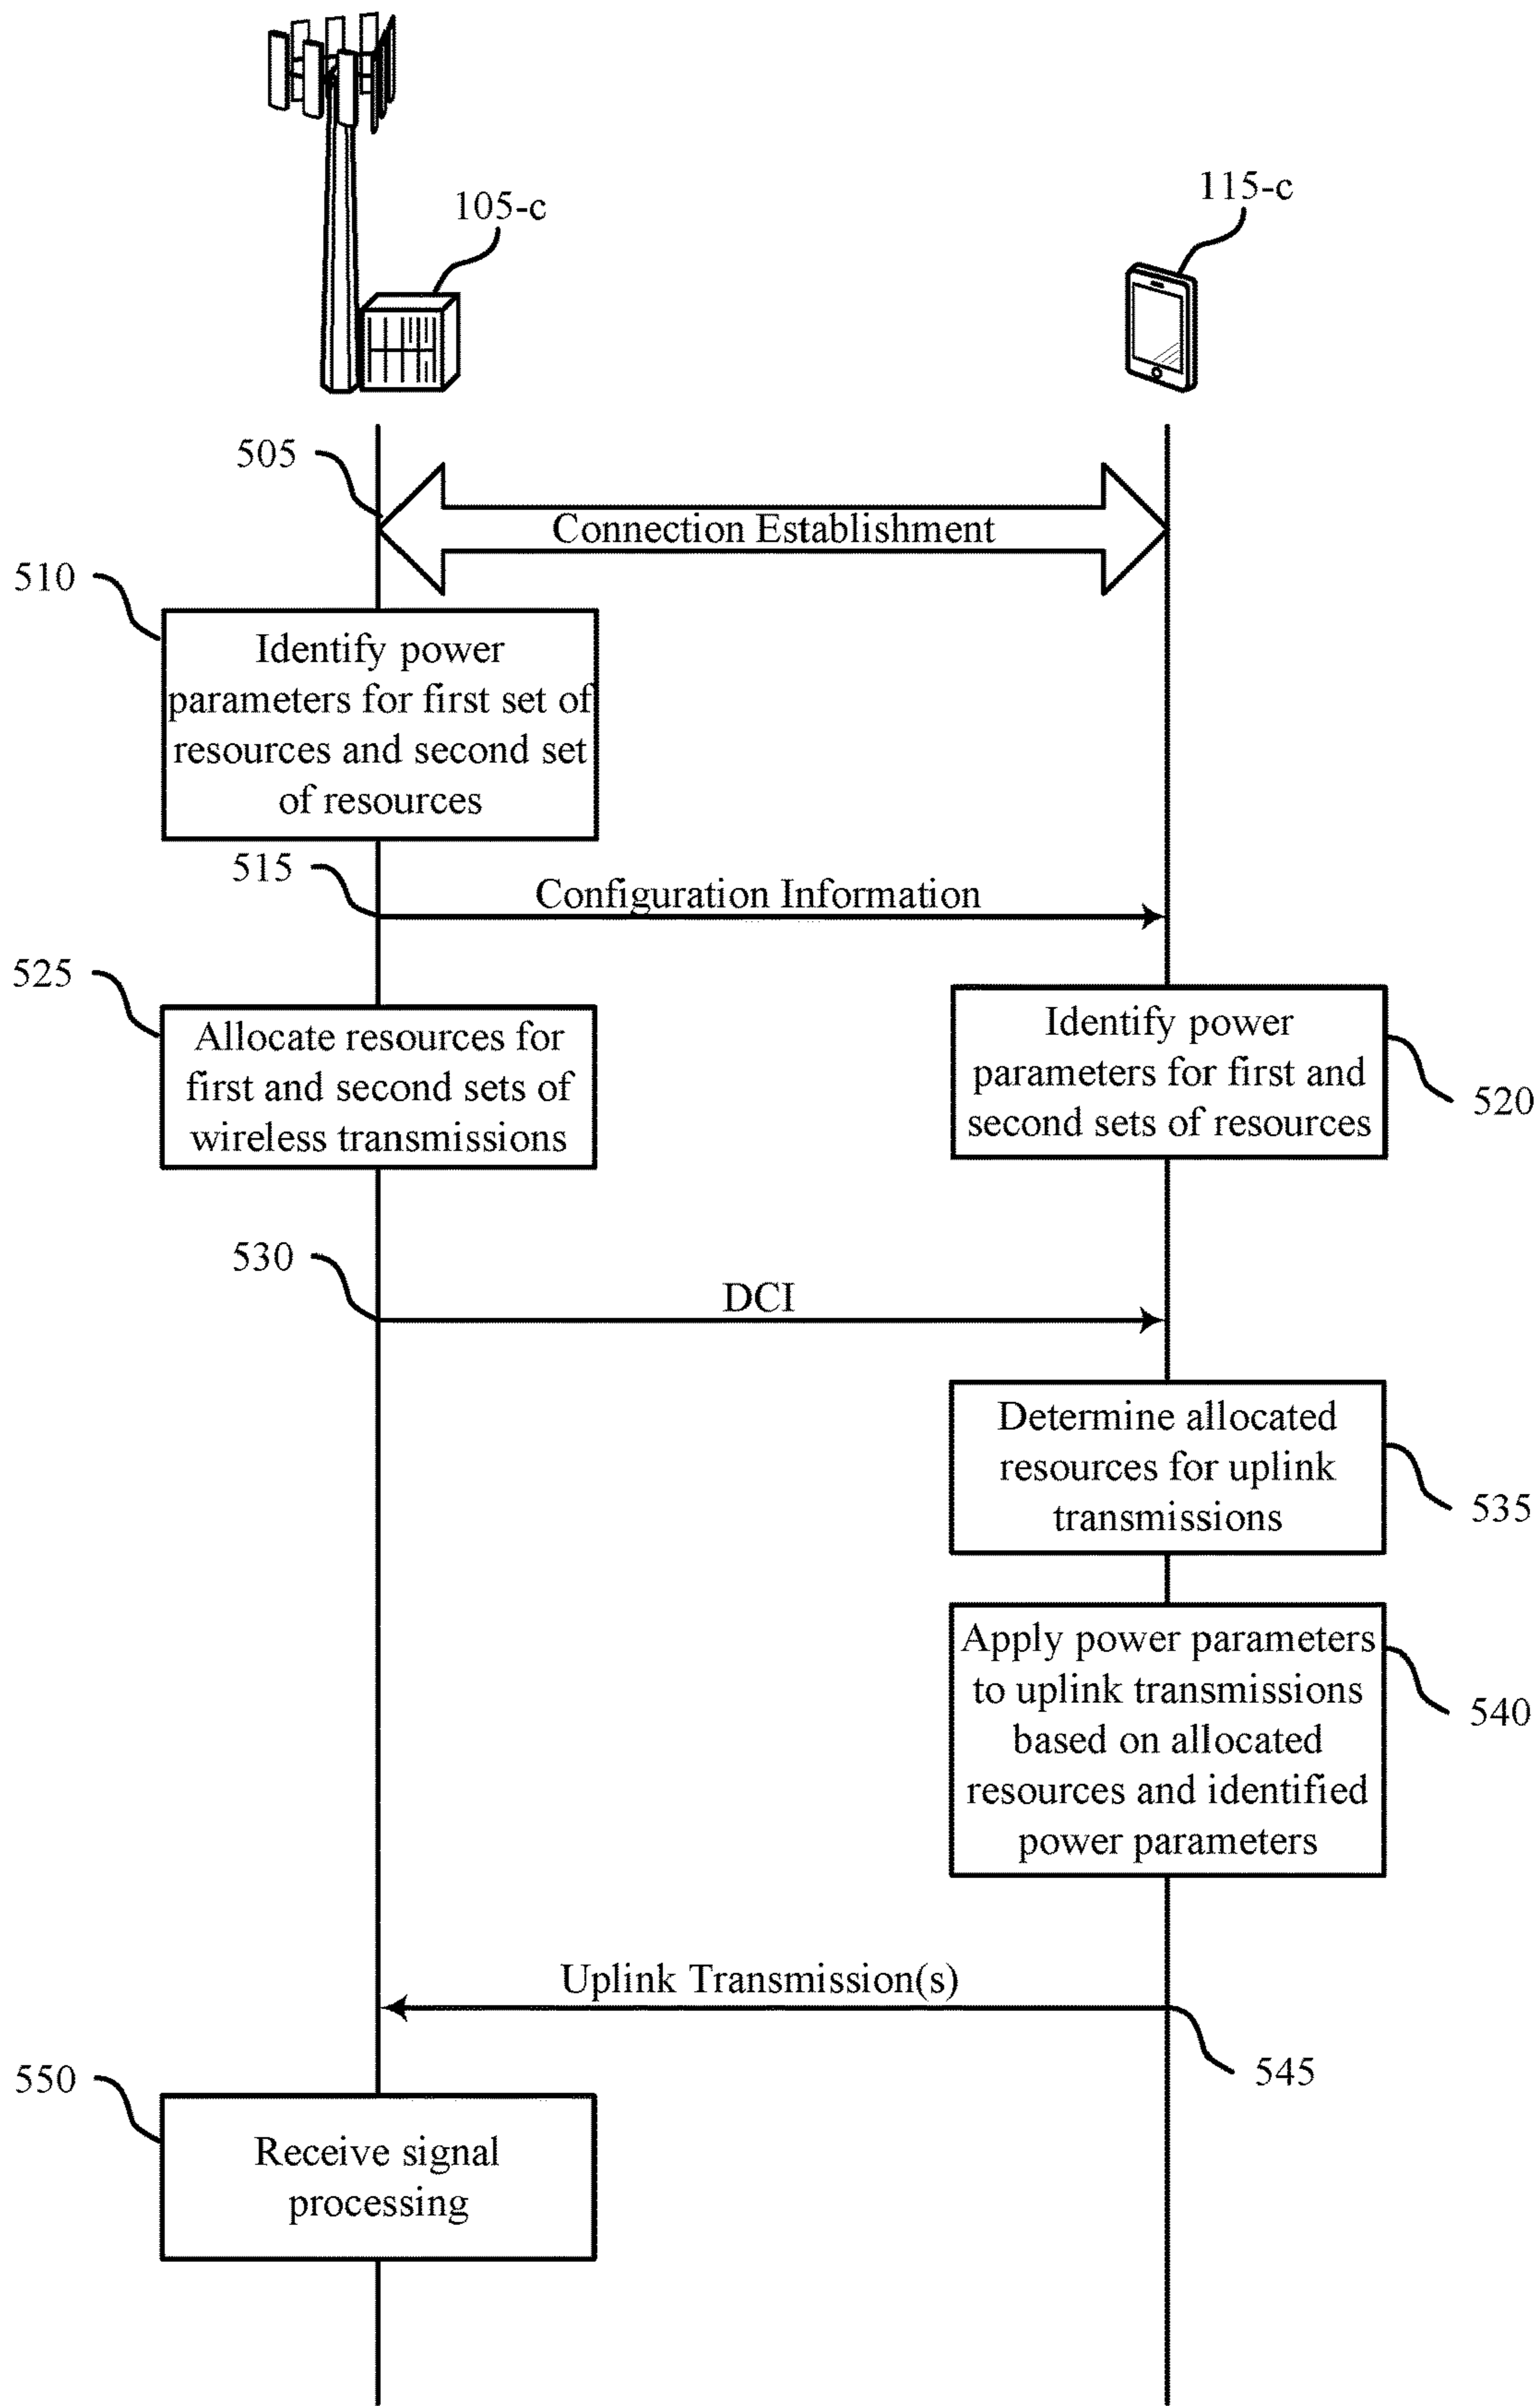 105-c
115-c
505
Connection Establishment
510
Identify power
parameters for first set of
resources and second set
of resources
515
Configuration Information
525
Allocate resources for
first and second sets of
wireless transmissions
Identify power
parameters for first and
second sets of resources
520
530
DCI
Determine allocated
resources for uplink
transmissions
535
Apply power parameters
to uplink transmissions
based on allocated
resources and identified
power parameters
540
Uplink Transmission(s)
545
550
Receive signal
processing